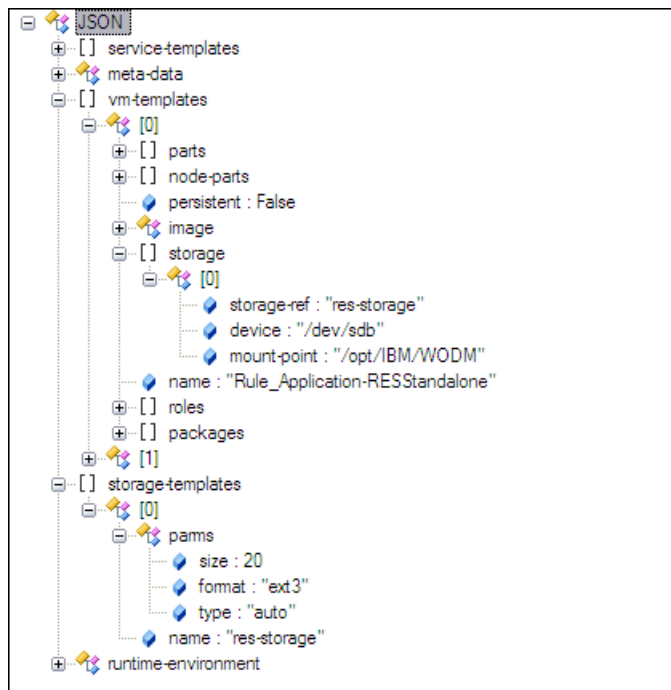 JSON
[] service-templates
meta-data
[] vm-templates
[0]
[] parts
[] node-parts
persistent : False
image
[] storage
[0]
storage-ref : "res-storage"
device : "/dev/sdb"
mount-point : "/opt/IBM/WODM"
name : "Rule_Application-RESStandalone"
[] roles
[] packages
[1]
[] storage-templates
[0]
parms
size : 20
format : "ext3"
type : "auto"
name : "res-storage"
runtime-environment